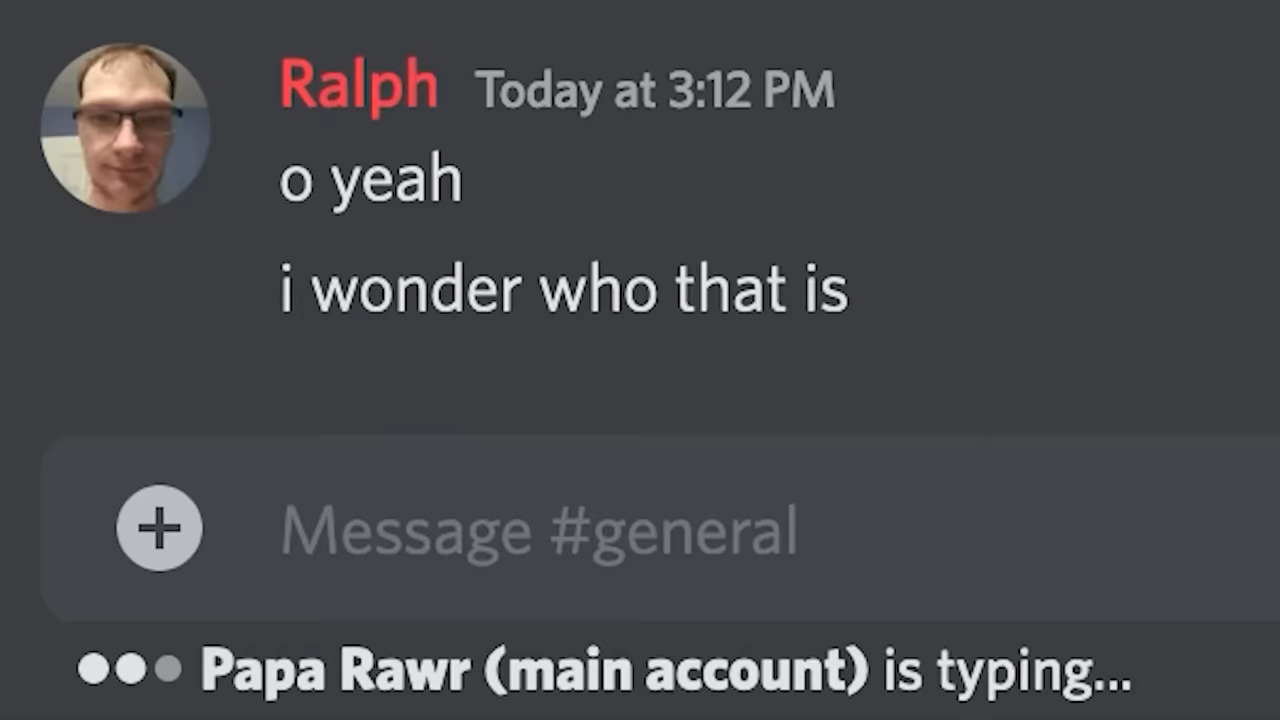 Ralph Today at 3:12 PM
o yeah
i wonder who that is
Message #general
Papa Rawr (main account) is typing...